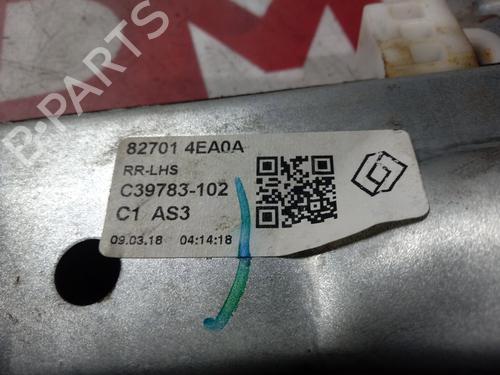 82701 4EA0A
RR-LHS
C39783-102
C1 AS3
09.03.18 04:14:18
B-PARTS